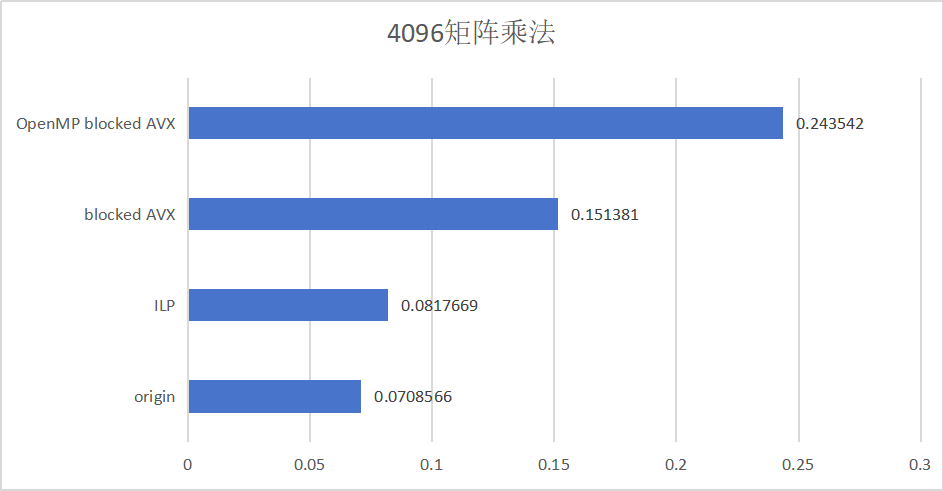 4096矩阵乘法
OpenMP blocked AVX
0.243542
blocked AVX
0.151381
ILP
0.0817669
origin
0.0708566
0
0.05
0.1
0.15
0.2
0.25
0.3